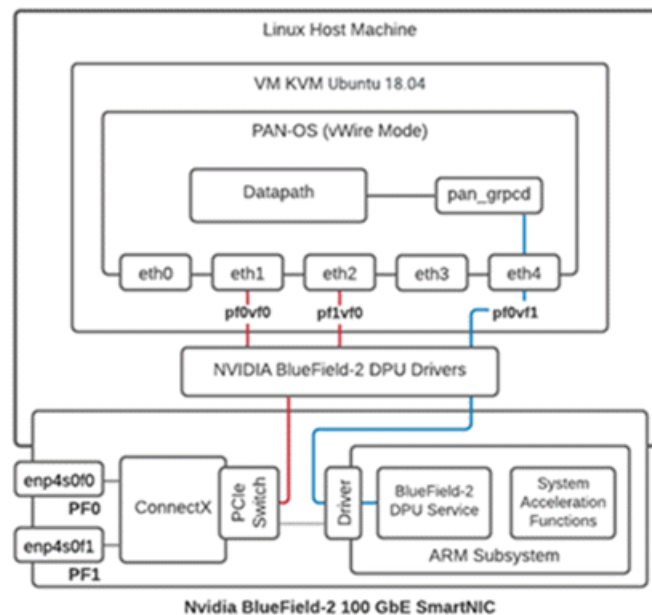 Linux Host Machine
VM KVM Ubuntu 18.04
PAN-OS (vWire Mode)
Datapath
pan_grpcd
eth0
eth1
eth2
eth3
eth4
pf0vf0
pf1vf0
pf0vf1
NVIDIA BlueField-2 DPU Drivers
enp4s0f0
PF0
enp4s0f1
PF1
ConnectX
PCIe
Switch
Driver
BlueField-2
DPU Service
System
Acceleration
Functions
ARM Subsystem
Nvidia BlueField-2 100 GbE SmartNIC